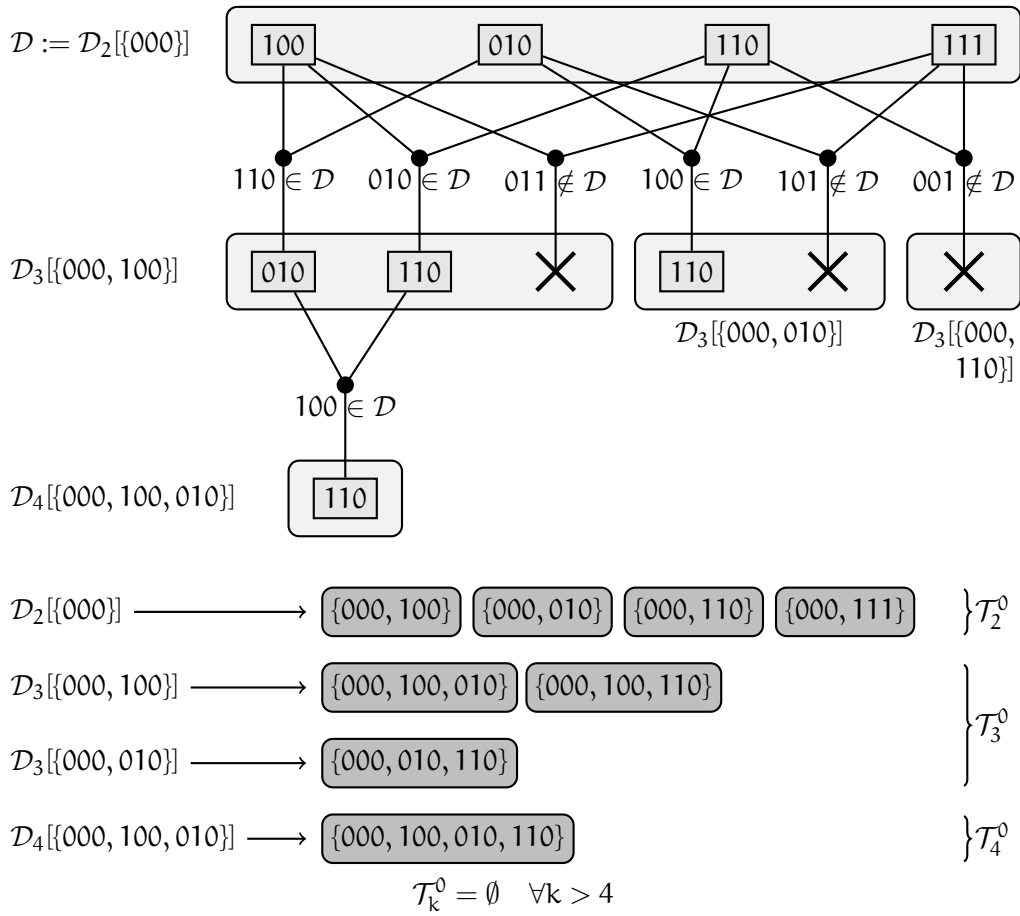 𝒟 := 𝒟₂[{000}] 100 010 110 111
110 ∈ 𝒟 010 ∈ 𝒟 011 ∉ 𝒟 100 ∈ 𝒟 101 ∉ 𝒟 001 ∉ 𝒟
𝒟₃[{000, 100}] 010 110 110
𝒟₃[{000, 010}] 𝒟₃[{000,
110}]
100 ∈ 𝒟
𝒟₄[{000, 100, 010}] 110
𝒟₂[{000}] {000, 100} {000, 010} {000, 110} {000, 111} } 𝒯₂⁰
𝒟₃[{000, 100}] {000, 100, 010} {000, 100, 110}
} 𝒯₃⁰
𝒟₃[{000, 010}] {000, 010, 110}
𝒟₄[{000, 100, 010}] {000, 100, 010, 110} } 𝒯₄⁰
𝒯ₖ⁰ = ∅ ∀k > 4